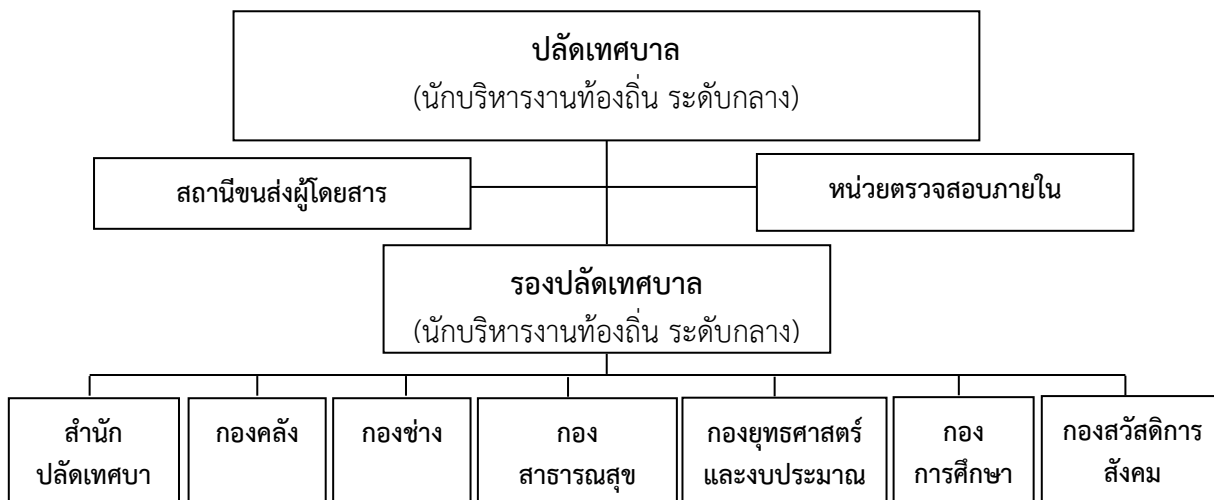 ปลัดเทศบาล
(นักบริหารงานท้องถิ่น ระดับกลาง)
สถานีขนส่งผู้โดยสาร
หน่วยตรวจสอบภายใน
รองปลัดเทศบาล
(นักบริหารงานท้องถิ่น ระดับกลาง)
สำนัก
ปลัดเทศบา
กองคลัง
กองช่าง
กอง
สาธารณสุข
กองยุทธศาสตร์
และงบประมาณ
กอง
การศึกษา
กองสวัสดิการ
สังคม